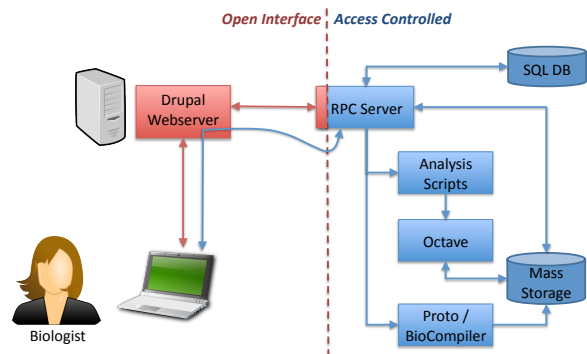 Open Interface
Access Controlled
SQL DB
Drupal
Webserver
RPC Server
Analysis
Scripts
Octave
Mass
Storage
Proto /
BioCompiler
Biologist